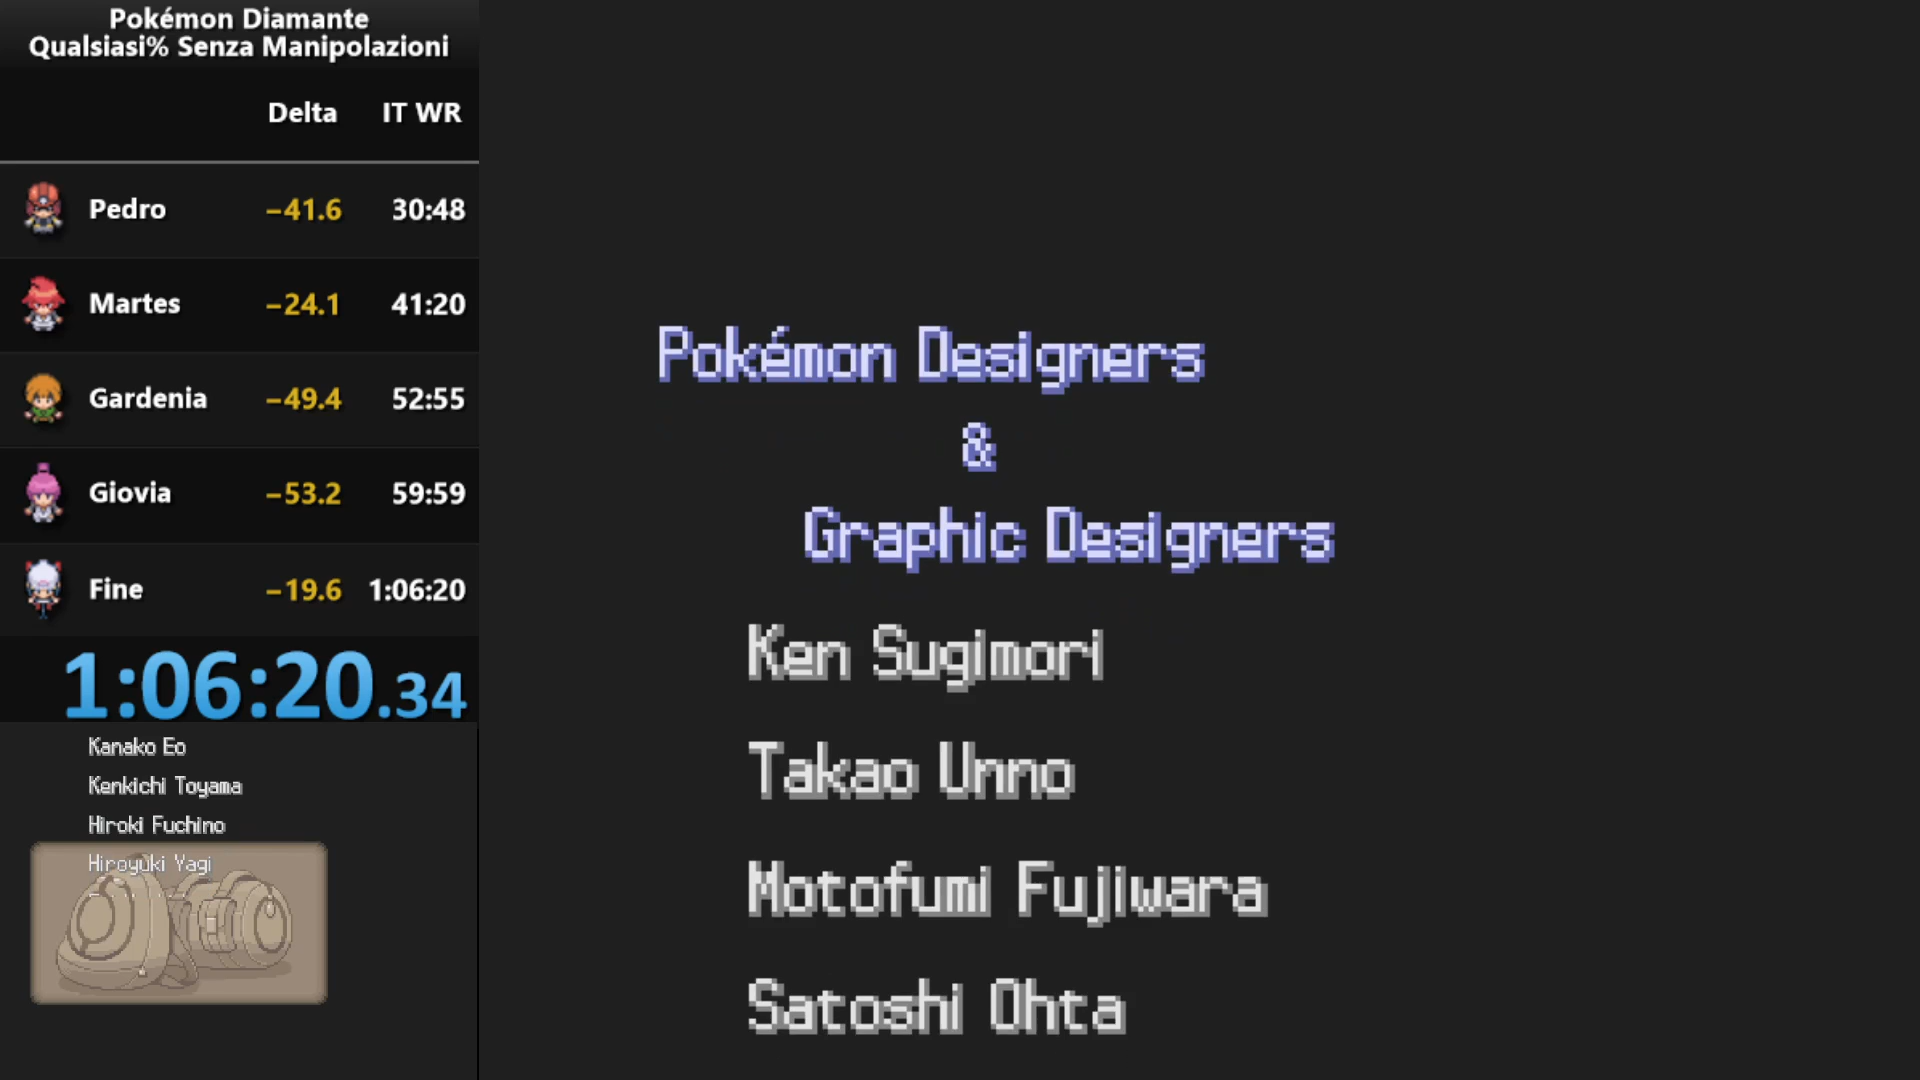 Pokémon Diamante
Qualsiasi% Senza Manipolazioni
Delta IT WR
Pedro −41.6 30:48
Martes −24.1 41:20
Gardenia −49.4 52:55
Giovia −53.2 59:59
Fine −19.6 1:06:20
1:06:20.34
Kanako Eo
Kenkichi Toyama
Hiroki Fuchino
Hiroyuki Yagi
Pokémon Designers
&
Graphic Designers
Ken Sugimori
Takao Unno
Motofumi Fujiwara
Satoshi Ohta